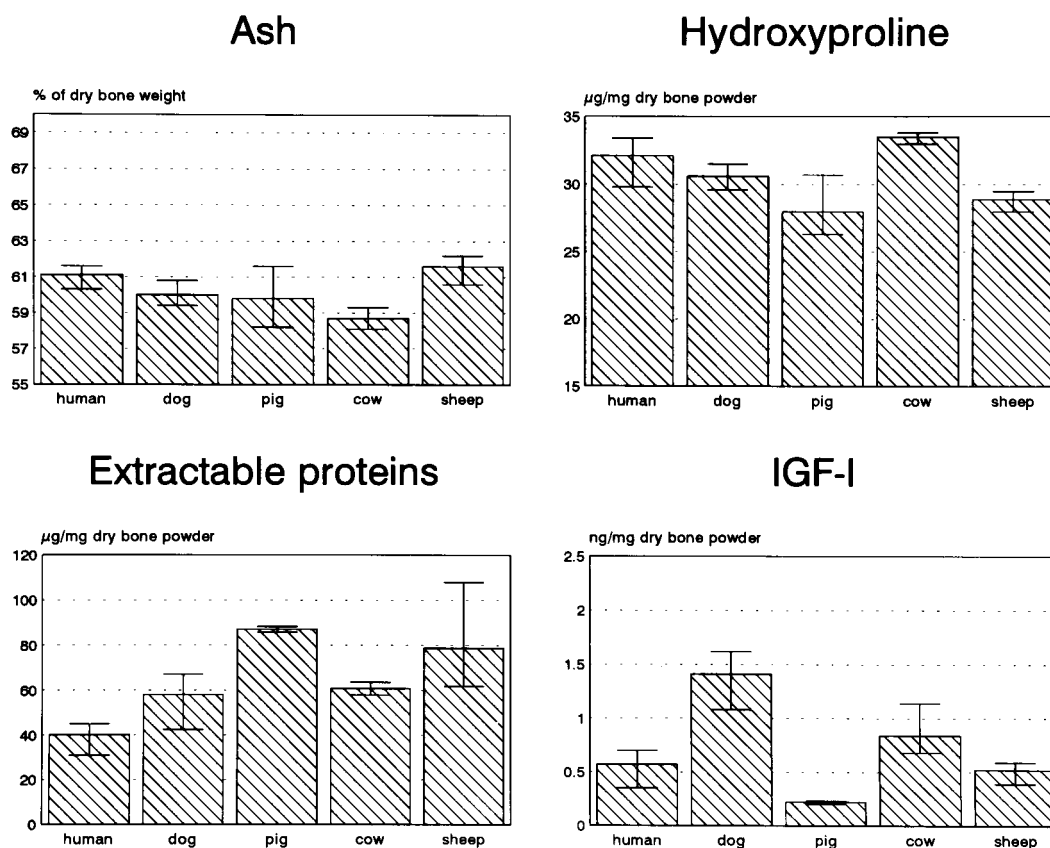 Ash
% of dry bone weight
69
67
65
63
61
59
57
55
human dog pig cow sheep
Hydroxyproline
µg/mg dry bone powder
35
30
25
20
15
human dog pig cow sheep
Extractable proteins
µg/mg dry bone powder
120
100
80
60
40
20
0
human dog pig cow sheep
IGF-I
ng/mg dry bone powder
2.5
2
1.5
1
0.5
0
human dog pig cow sheep